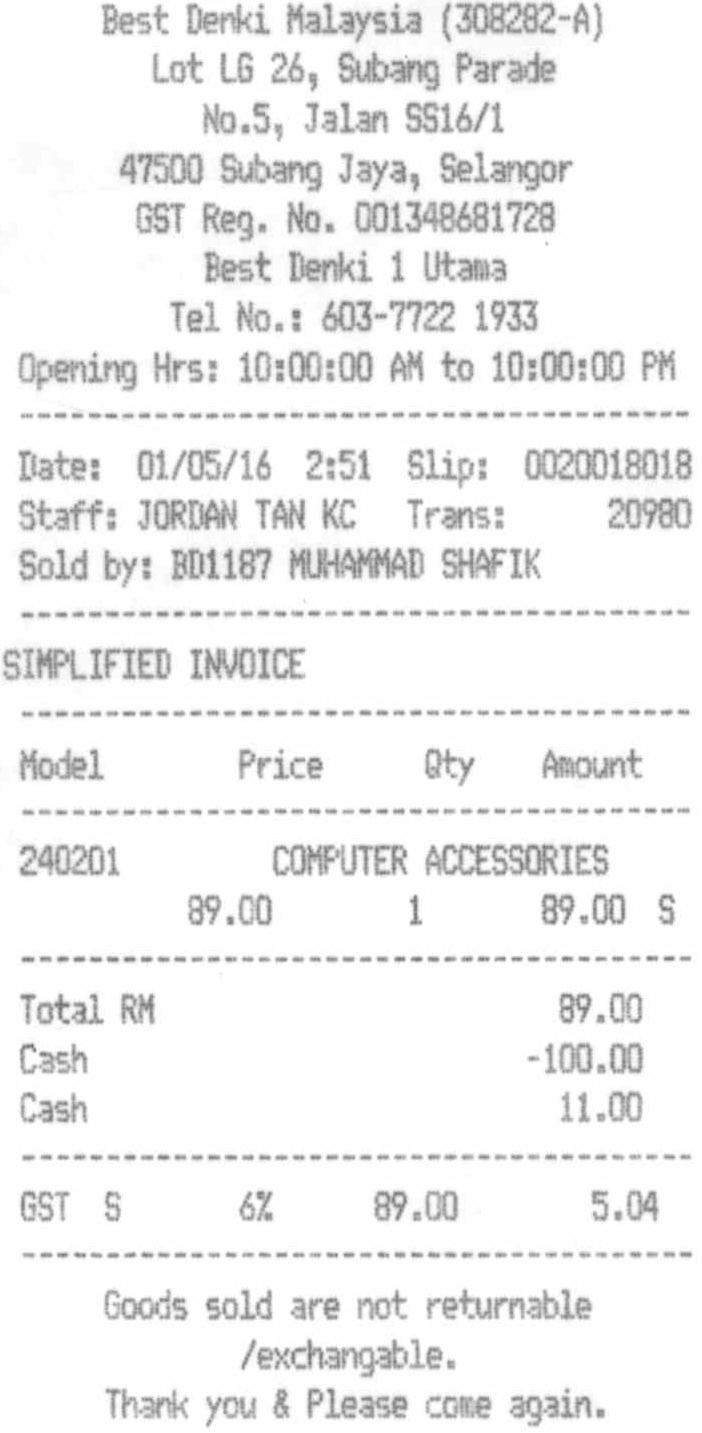 Best Denki Malaysia (308282-A)
Lot LG 26, Subang Parade
No.5, Jalan SS16/1
47500 Subang Jaya, Selangor
GST Reg. No. 001348681728
Best Denki 1 Utama
Tel No.: 603-7722 1933
Opening Hrs: 10:00:00 AM to 10:00:00 PM
Date: 01/05/16 2:51 Slip: 0020018018
Staff: JORDAN TAN KC Trans: 20980
Sold by: BD1187 MUHAMMAD SHAFIK
SIMPLIFIED INVOICE
Model Price Qty Amount
240201 COMPUTER ACCESSORIES
89.00 1 89.00 S
Total RM 89.00
Cash -100.00
Cash 11.00
GST S 6% 89.00 5.04
Goods sold are not returnable
/exchangable.
Thank you & Please come again.